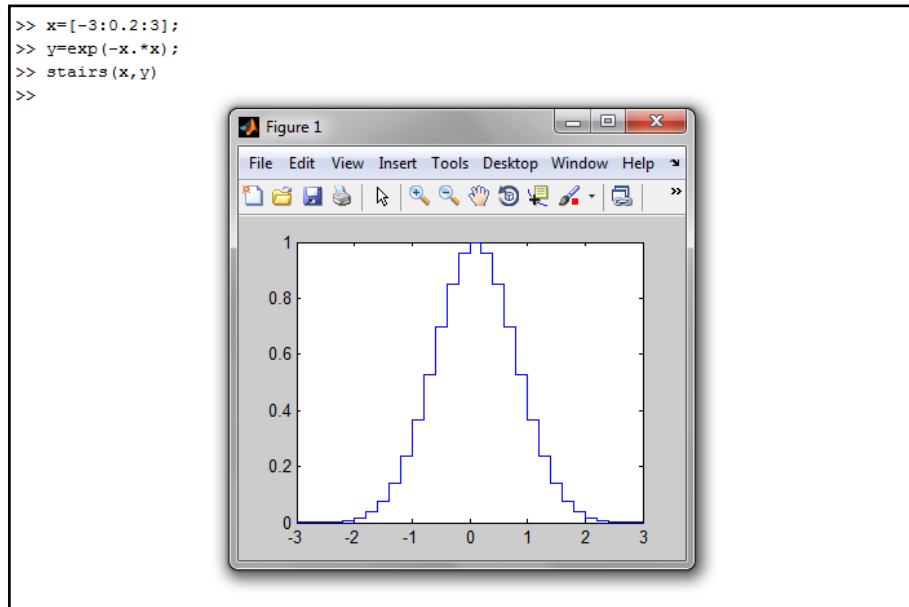 >> x=[-3:0.2:3];
>> y=exp(-x.*x);
>> stairs(x,y)
>>
Figure 1
File Edit View Insert Tools Desktop Window Help
»
1
0.8
0.6
0.4
0.2
0
-3 -2 -1 0 1 2 3